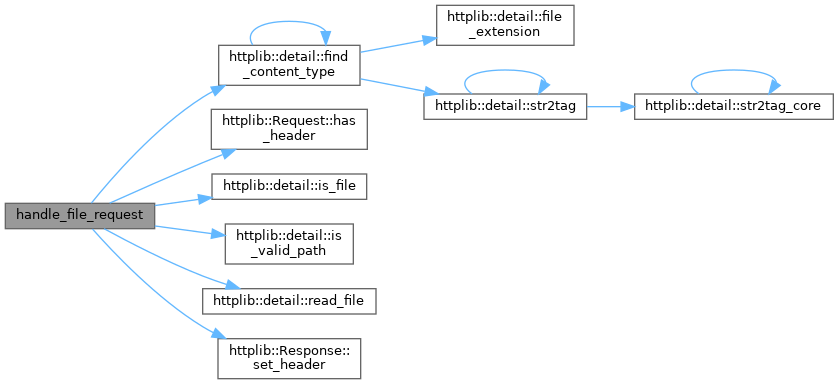 httplib::detail::file
_extension
httplib::detail::find
_content_type
httplib::detail::str2tag
httplib::detail::str2tag_core
httplib::Request::has
_header
httplib::detail::is_file
handle_file_request
httplib::detail::is
_valid_path
httplib::detail::read_file
httplib::Response::
set_header